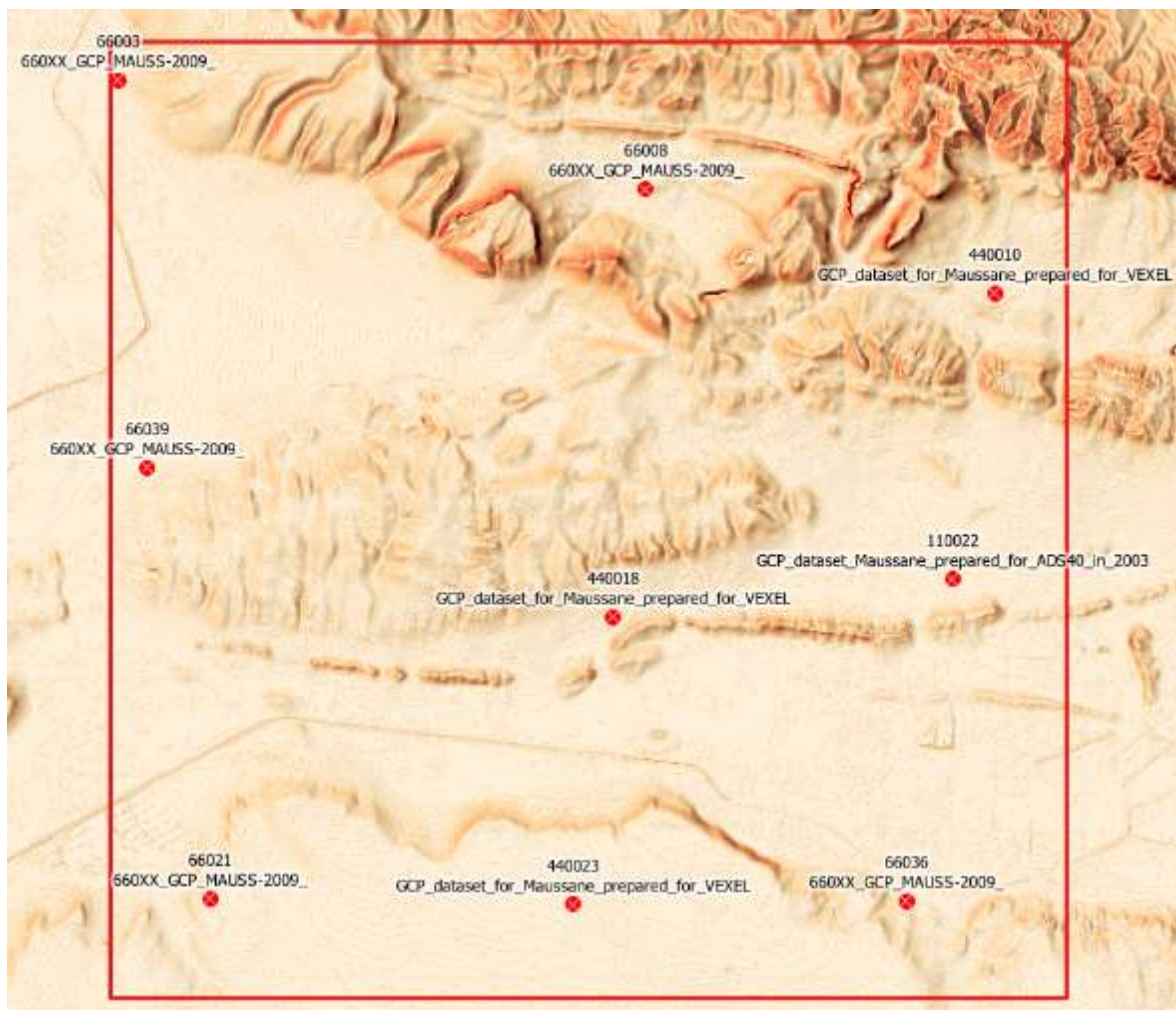 66003
660XX_GCP_MAUSS-2009_
66008
660XX_GCP_MAUSS-2009_
440010
GCP_dataset_for_Maussane_prepared_for_VEXEL
66039
660XX_GCP_MAUSS-2009_
110022
GCP_dataset_Maussane_prepared_for_ADS40_in_2003
440018
GCP_dataset_for_Maussane_prepared_for_VEXEL
66021
660XX_GCP_MAUSS-2009_
440023
GCP_dataset_for_Maussane_prepared_for_VEXEL
66036
660XX_GCP_MAUSS-2009_